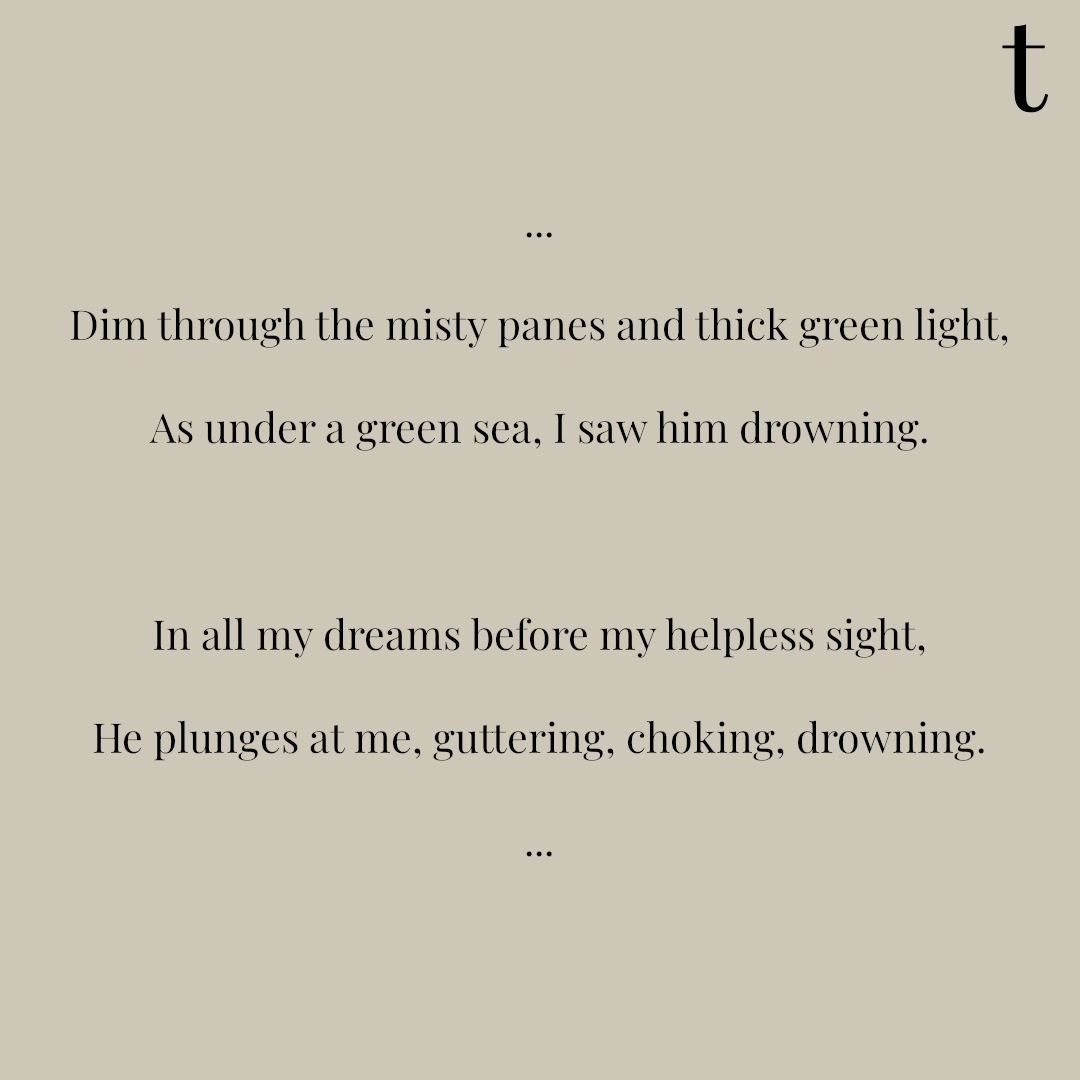 t
...
Dim through the misty panes and thick green light,
As under a green sea, I saw him drowning.
In all my dreams before my helpless sight,
He plunges at me, guttering, choking, drowning.
...